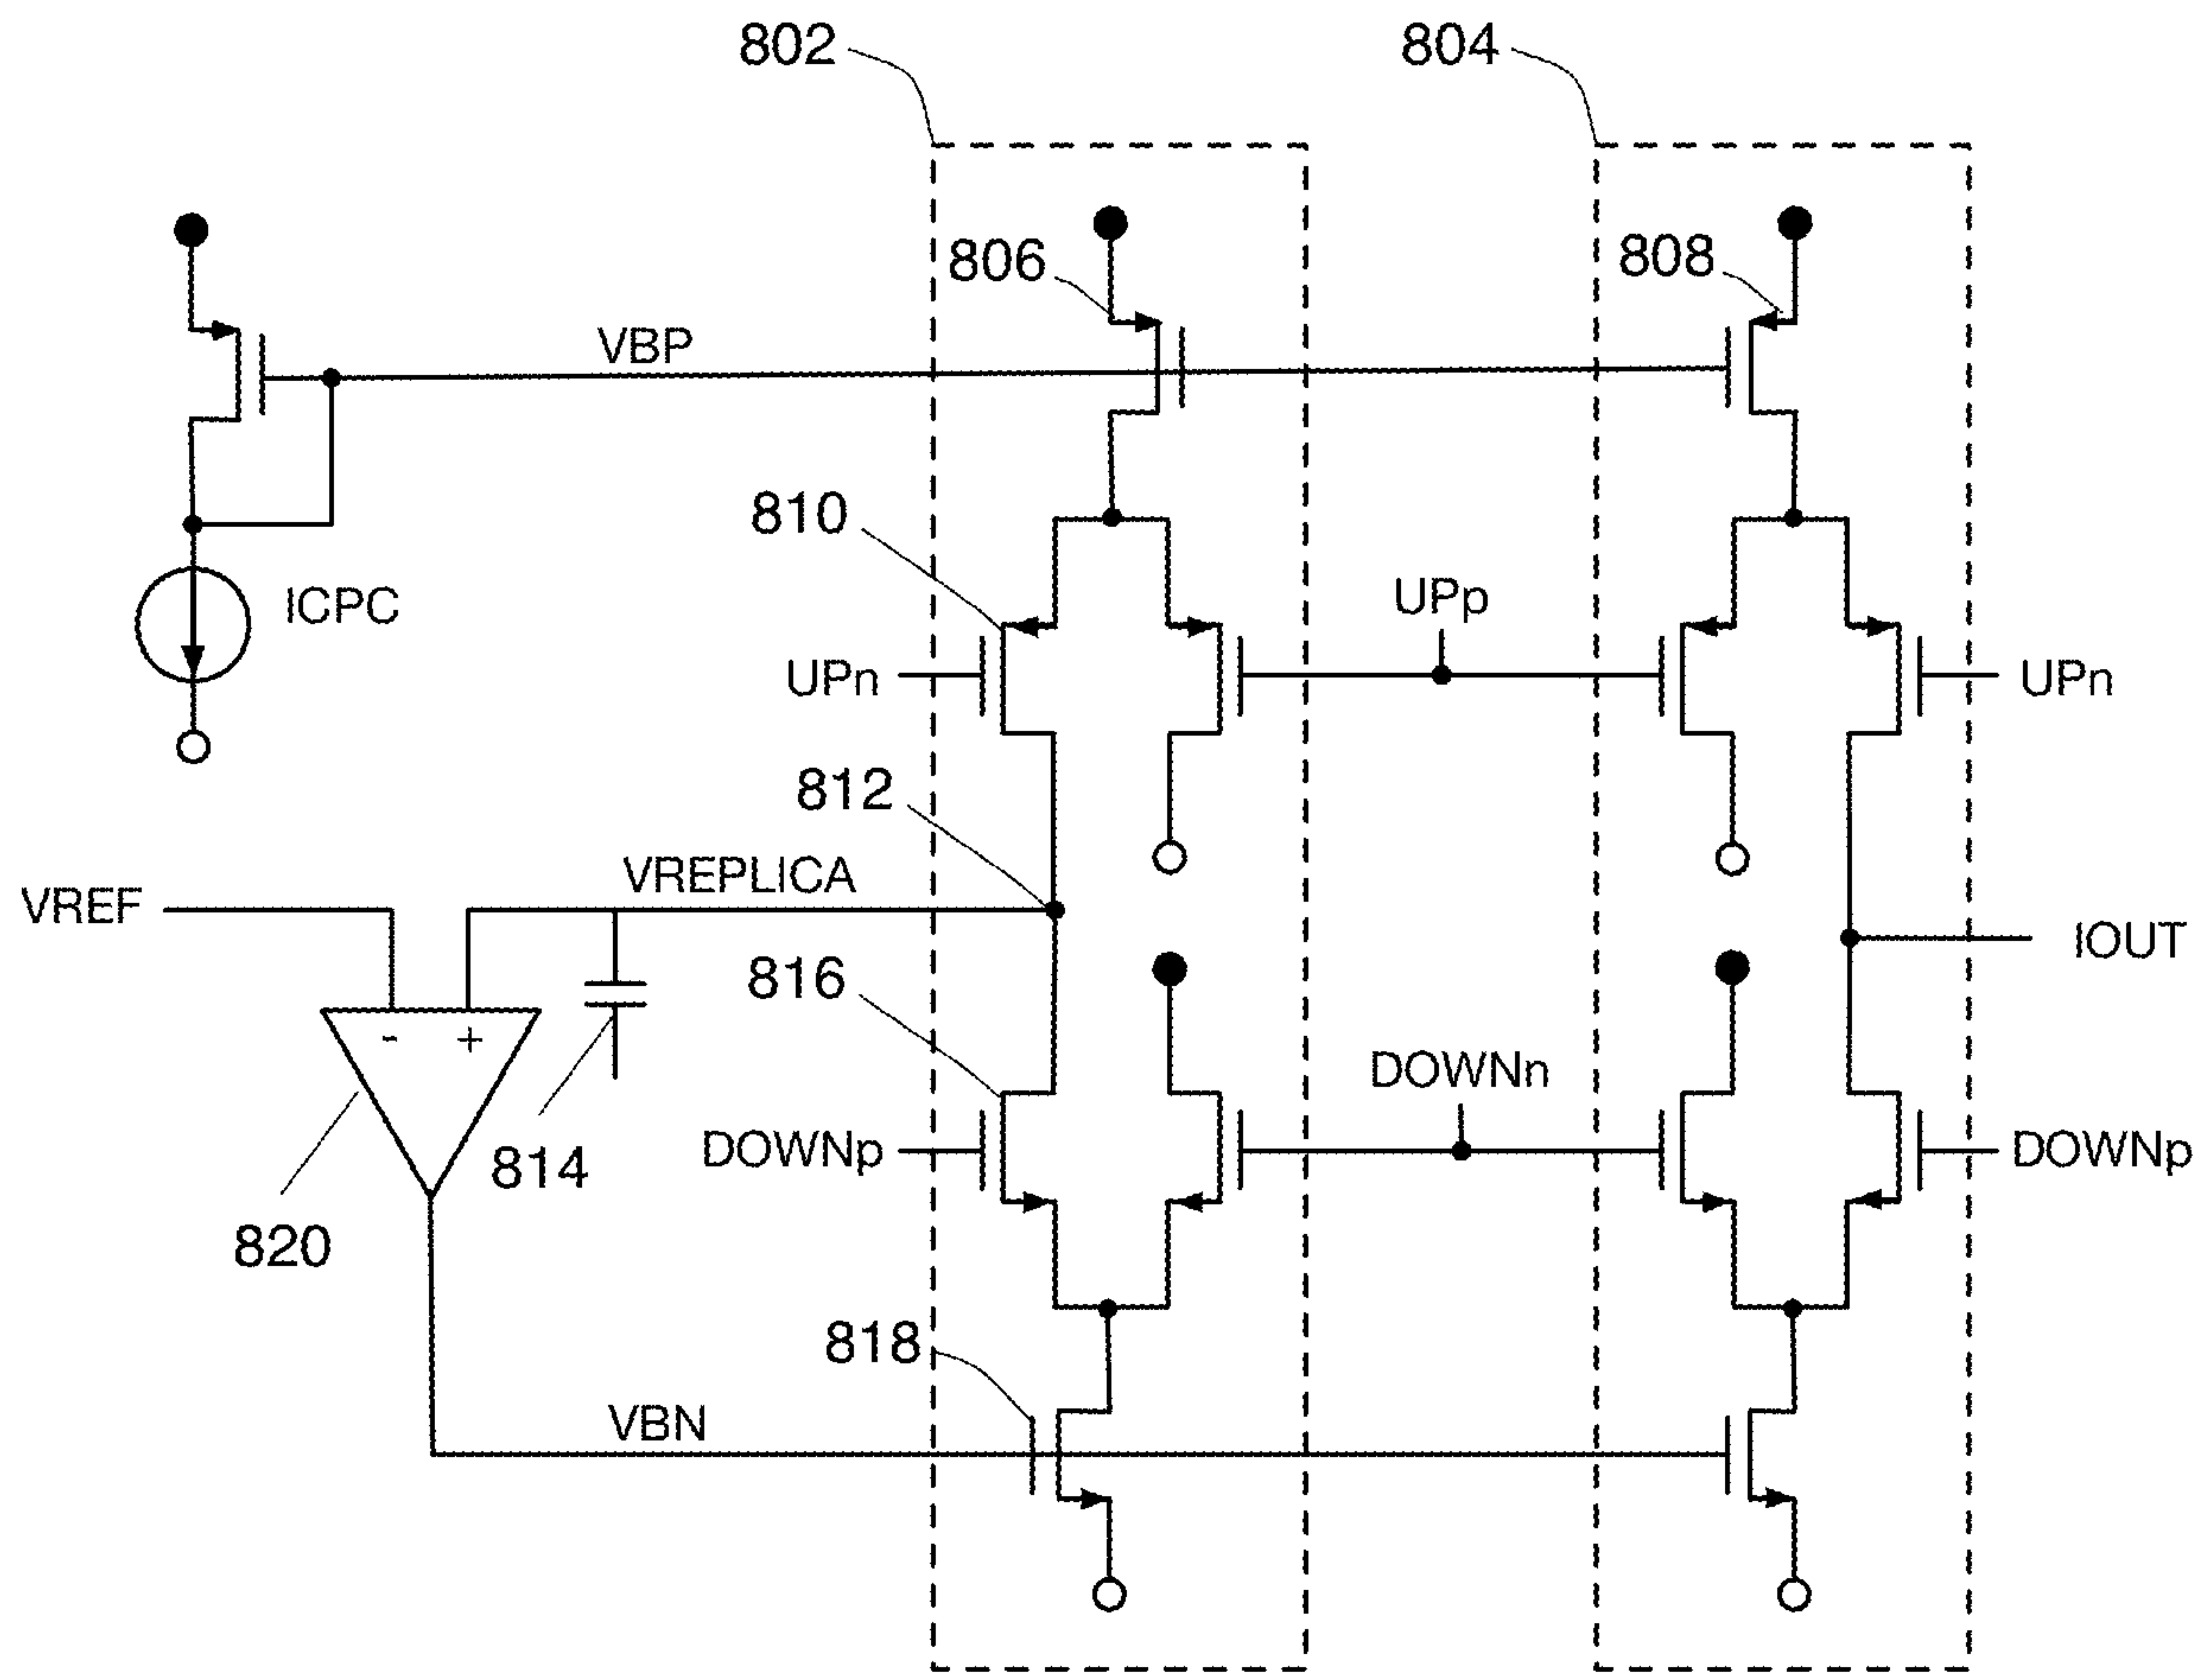 802
804
806
808
VBP
810
ICPC
UPp
UPn
UPn
812
VREPLICA
VREF
IOUT
816
- +
DOWNn
814
DOWNp
DOWNp
820
818
VBN